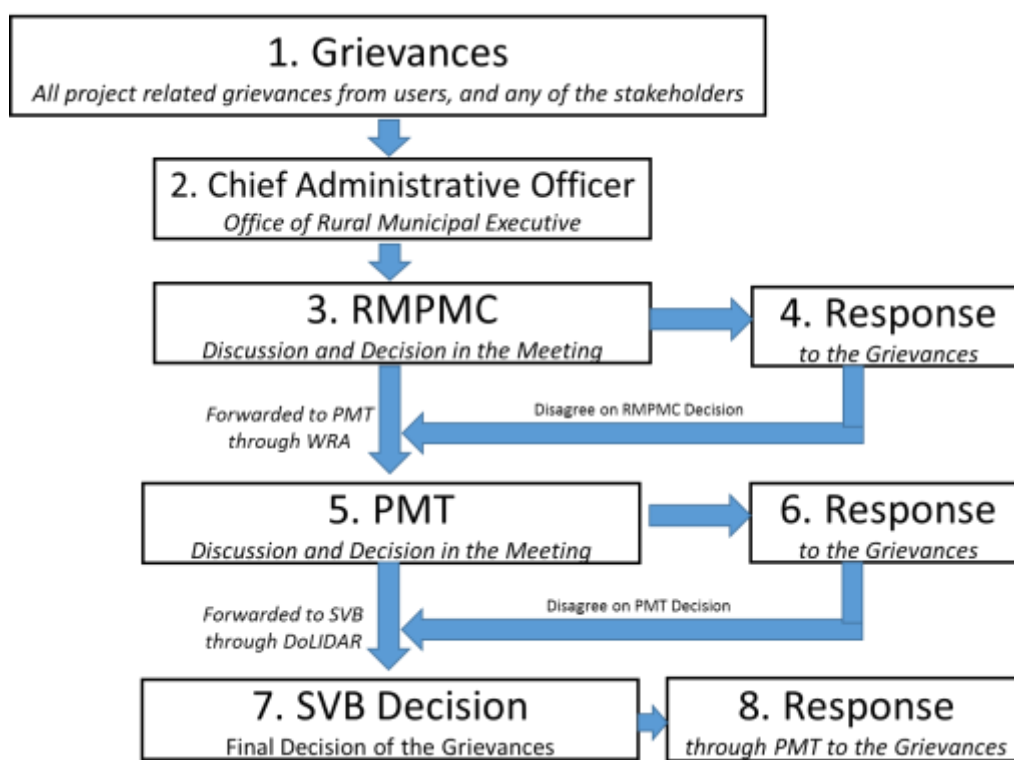 1. Grievances
All project related grievances from users, and any of the stakeholders
2. Chief Administrative Officer
Office of Rural Municipal Executive
3. RMPMC
Discussion and Decision in the Meeting
4. Response
to the Grievances
Forwarded to PMT
through WRA
Disagree on RMPMC Decision
5. PMT
Discussion and Decision in the Meeting
6. Response
to the Grievances
Forwarded to SVB
through DoLIDAR
Disagree on PMT Decision
7. SVB Decision
Final Decision of the Grievances
8. Response
through PMT to the Grievances